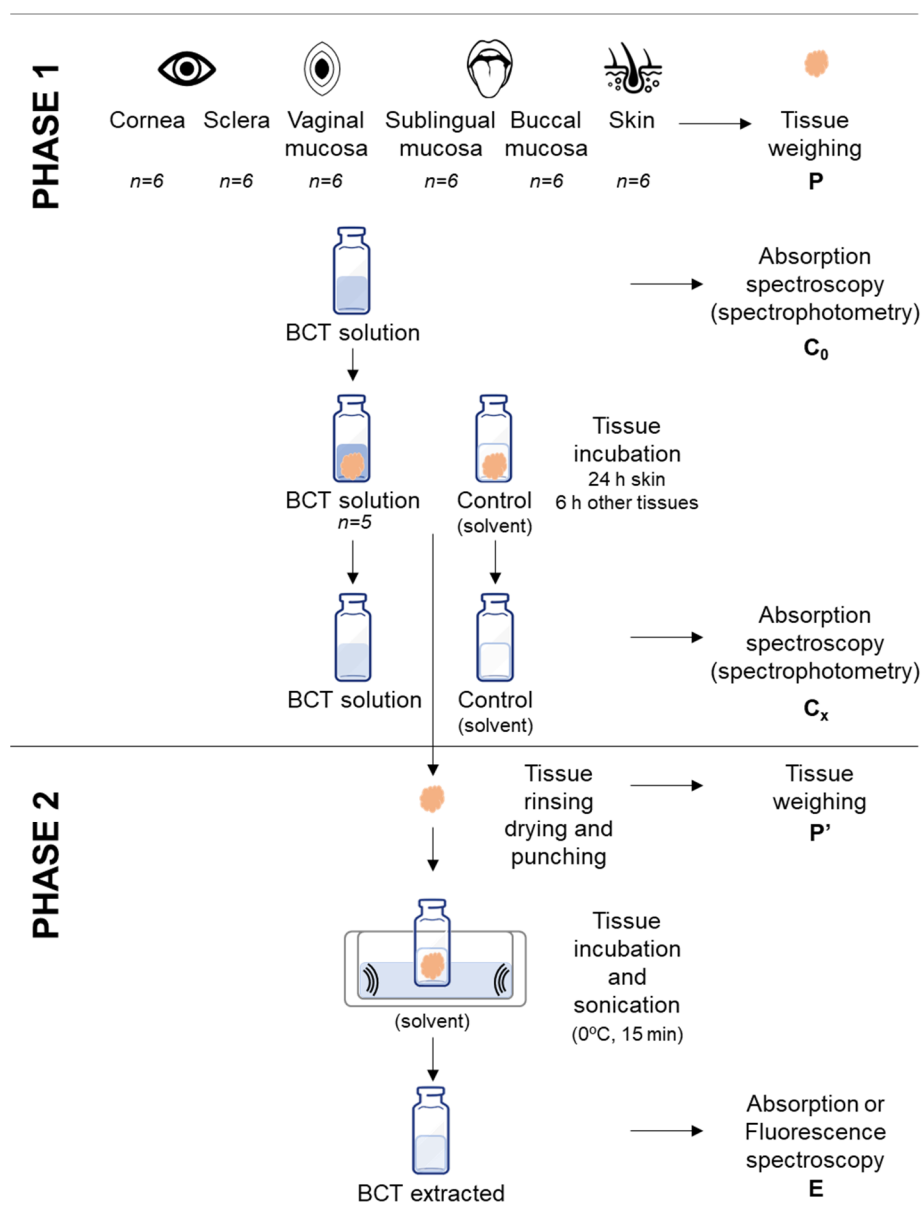 PHASE 1
Cornea Sclera Vaginal mucosa Sublingual mucosa Buccal mucosa Skin
n=6 n=6 n=6 n=6 n=6 n=6
Tissue
weighing
P
BCT solution
Absorption
spectroscopy
(spectrophotometry)
C₀
BCT solution
n=5
Control
(solvent)
Tissue
incubation
24 h skin
6 h other tissues
BCT solution
Control
(solvent)
Absorption
spectroscopy
(spectrophotometry)
Cₓ
PHASE 2
Tissue
rinsing
drying and
punching
Tissue
weighing
P’
(solvent)
Tissue
incubation
and
sonication
(0ºC, 15 min)
BCT extracted
Absorption or
Fluorescence
spectroscopy
E